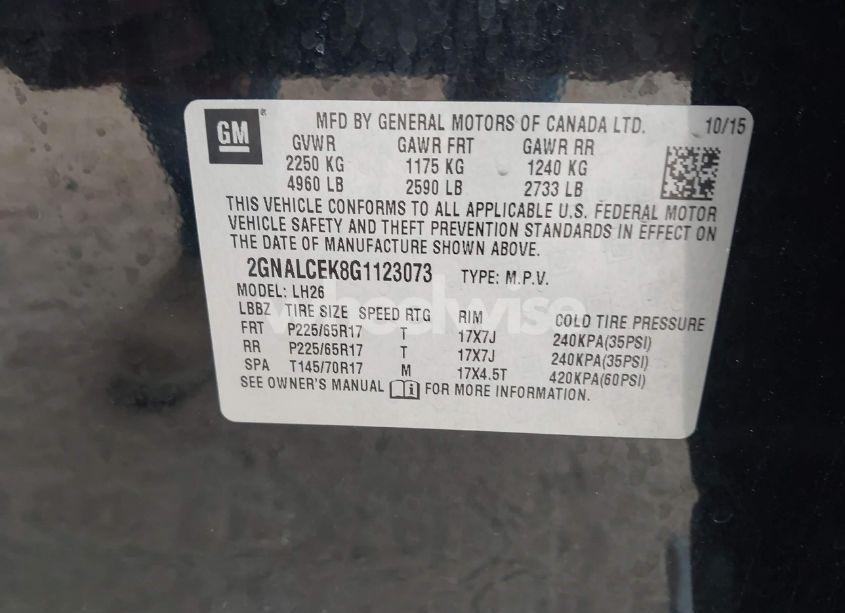 GM
MFD BY GENERAL MOTORS OF CANADA LTD. 10/15
GVWR GAWR FRT GAWR RR
2250 KG 1175 KG 1240 KG
4960 LB 2590 LB 2733 LB
THIS VEHICLE CONFORMS TO ALL APPLICABLE U.S. FEDERAL MOTOR
VEHICLE SAFETY AND THEFT PREVENTION STANDARDS IN EFFECT ON
THE DATE OF MANUFACTURE SHOWN ABOVE.
2GNALCEK8G1123073 TYPE: M.P.V.
MODEL: LH26
LBBZ TIRE SIZE SPEED RTG RIM COLD TIRE PRESSURE
FRT P225/65R17 T 17X7J 240KPA(35PSI)
RR P225/65R17 T 17X7J 240KPA(35PSI)
SPA T145/70R17 M 17X4.5T 420KPA(60PSI)
SEE OWNER'S MANUAL FOR MORE INFORMATION.
wheelwise